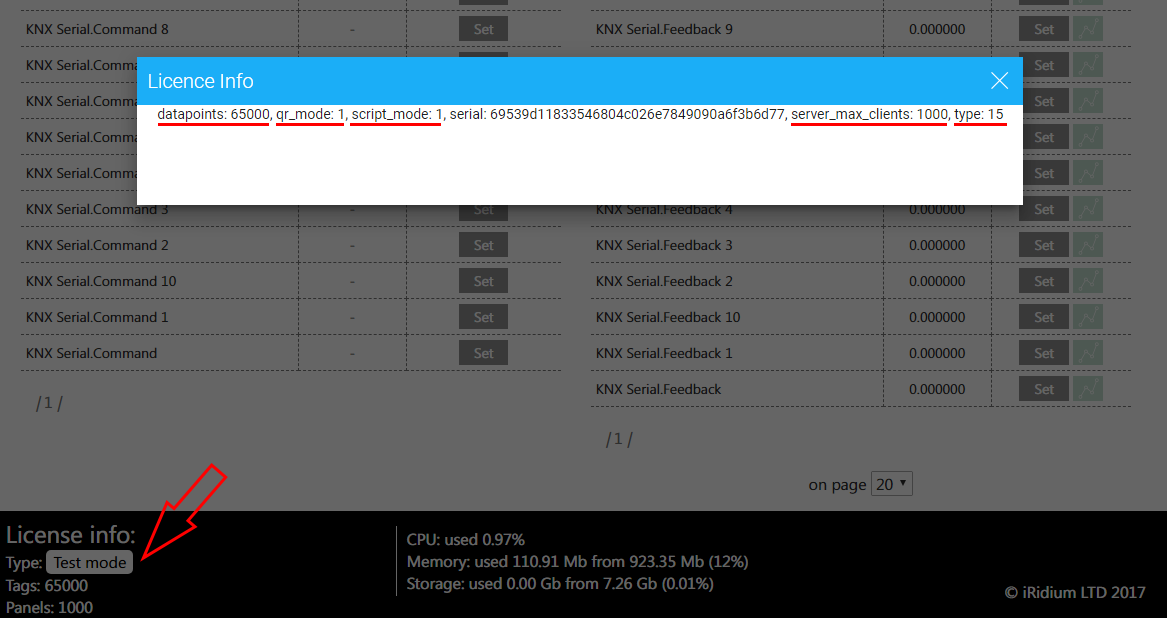 KNX Serial.Command 8 - Set KNX Serial.Feedback 9 0.000000 Set
KNX Serial.Comma Set
Licence Info
datapoints: 65000, qr_mode: 1, script_mode: 1, serial: 69539d11833546804c026e7849090a6f3b6d77, server_max_clients: 1000, type: 15
KNX Serial.Comma Set
KNX Serial.Comma Set
KNX Serial.Comma Set
KNX Serial.Command 3 - Set KNX Serial.Feedback 4 0.000000 Set
KNX Serial.Command 2 - Set KNX Serial.Feedback 3 0.000000 Set
KNX Serial.Command 10 - Set KNX Serial.Feedback 2 0.000000 Set
KNX Serial.Command 1 - Set KNX Serial.Feedback 10 0.000000 Set
KNX Serial.Command - Set KNX Serial.Feedback 1 0.000000 Set
KNX Serial.Feedback 0.000000 Set
/ 1 /
/ 1 /
on page 20
License info:
Type: Test mode
Tags: 65000
Panels: 1000
CPU: used 0.97%
Memory: used 110.91 Mb from 923.35 Mb (12%)
Storage: used 0.00 Gb from 7.26 Gb (0.01%)
© iRidium LTD 2017